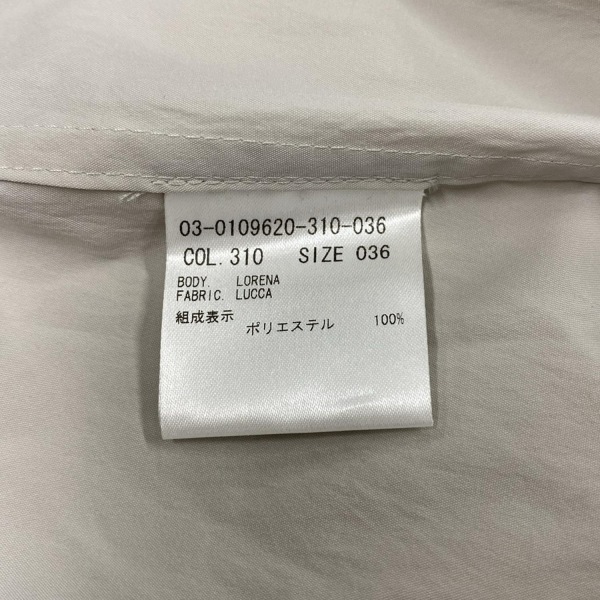 03-0109620-310-036
COL.310 SIZE 036
BODY. LORENA
FABRIC. LUCCA
組成表示
ポリエステル 100%